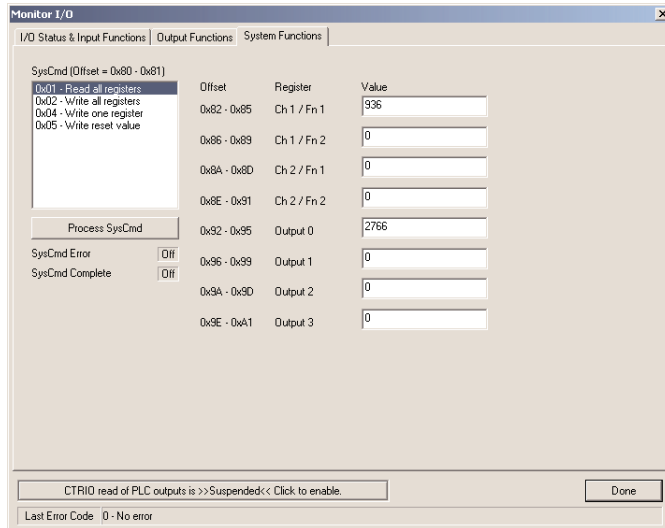 Monitor I/O
I/O Status & Input Functions Output Functions System Functions
SysCmd (Offset = 0x80 - 0x81)
0x01 - Read all registers
0x02 - Write all registers
0x04 - Write one register
0x05 - Write reset value
Process SysCmd
SysCmd Error Off
SysCmd Complete Off
Offset Register Value
0x82 - 0x85 Ch 1 / Fn 1 936
0x86 - 0x89 Ch 1 / Fn 2 0
0x8A - 0x8D Ch 2 / Fn 1 0
0x8E - 0x91 Ch 2 / Fn 2 0
0x92 - 0x95 Output 0 2766
0x96 - 0x99 Output 1 0
0x9A - 0x9D Output 2 0
0x9E - 0xA1 Output 3 0
CTRIO read of PLC outputs is >>Suspended<< Click to enable.
Done
Last Error Code 0 - No error